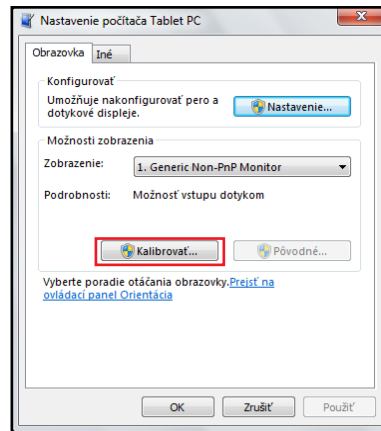 Nastavenie počítača Tablet PC
Obrazovka Iné
Konfigurovať
Umožňuje nakonfigurovať pero a
dotykové displeje.
Nastavenie...
Možnosti zobrazenia
Zobrazenie: 1. Generic Non-PnP Monitor
Podrobnosti: Možnosť vstupu dotykom
Kalibrovať... Pôvodné...
Vyberte poradie otáčania obrazovky.Prejsť na
ovládací panel Orientácia
OK Zrušiť Použiť